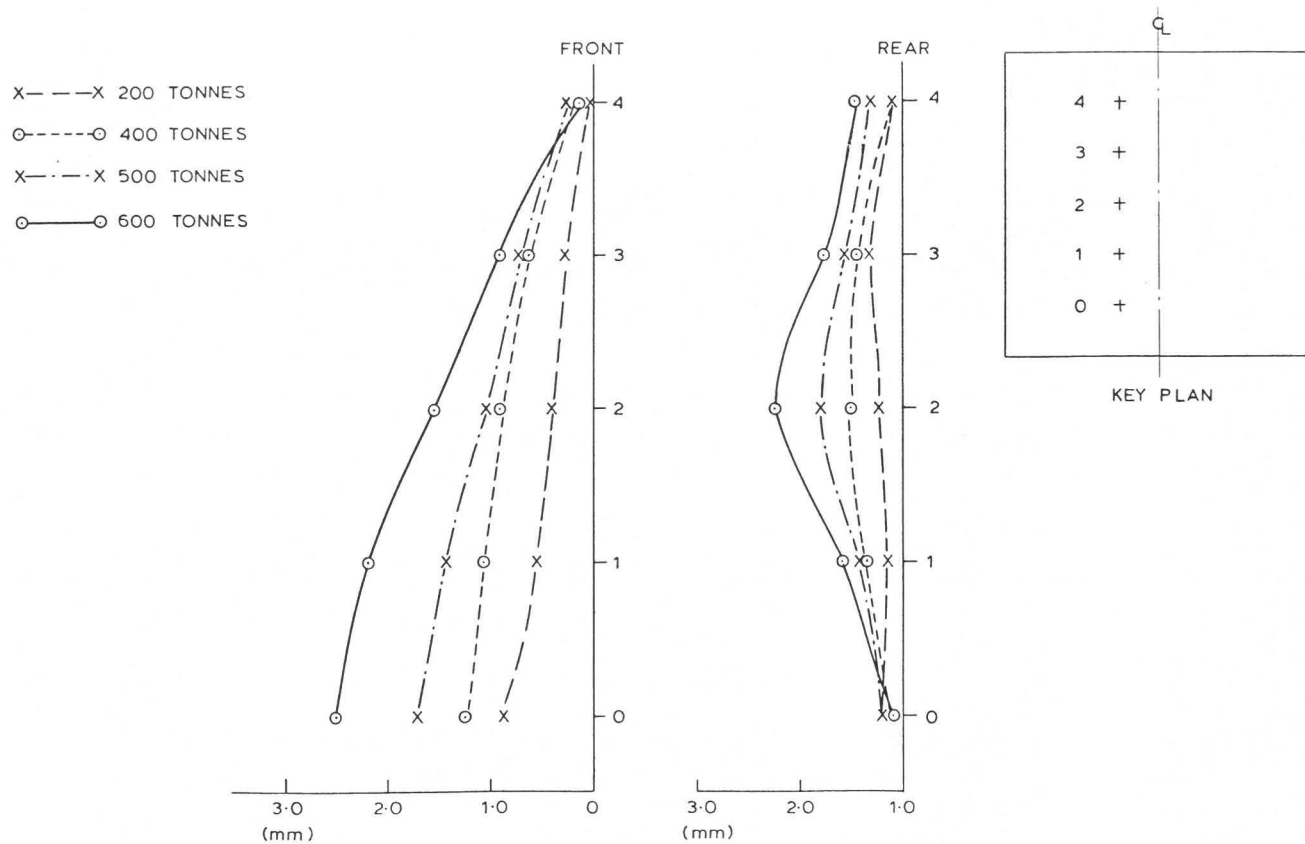 X— — —X 200 TONNES
⊙-----⊙ 400 TONNES
X—·—·—X 500 TONNES
⊙———⊙ 600 TONNES
FRONT
4
3
2
1
0
3·0 2·0 1·0 0
(mm)
REAR
4
3
2
1
0
3·0 2·0 1·0
(mm)
℄
4 +
3 +
2 +
1 +
0 +
KEY PLAN